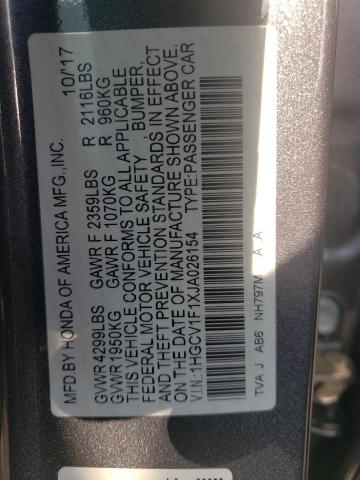 MFD BY HONDA OF AMERICA MFG.,INC. 10/17
GVWR 4299LBS GAWR F 2359LBS R 2116LBS
GVWR 1950KG GAWR F 1070KG R 960KG
THIS VEHICLE CONFORMS TO ALL APPLICABLE
FEDERAL MOTOR VEHICLE SAFETY , BUMPER,
AND THEFT PREVENTION STANDARDS IN EFFECT
ON THE DATE OF MANUFACTURE SHOWN ABOVE.
V.I.N.:1HGCV1F1XJA026154 TYPE:PASSENGER CAR
TVA J AB6 NH797M A A